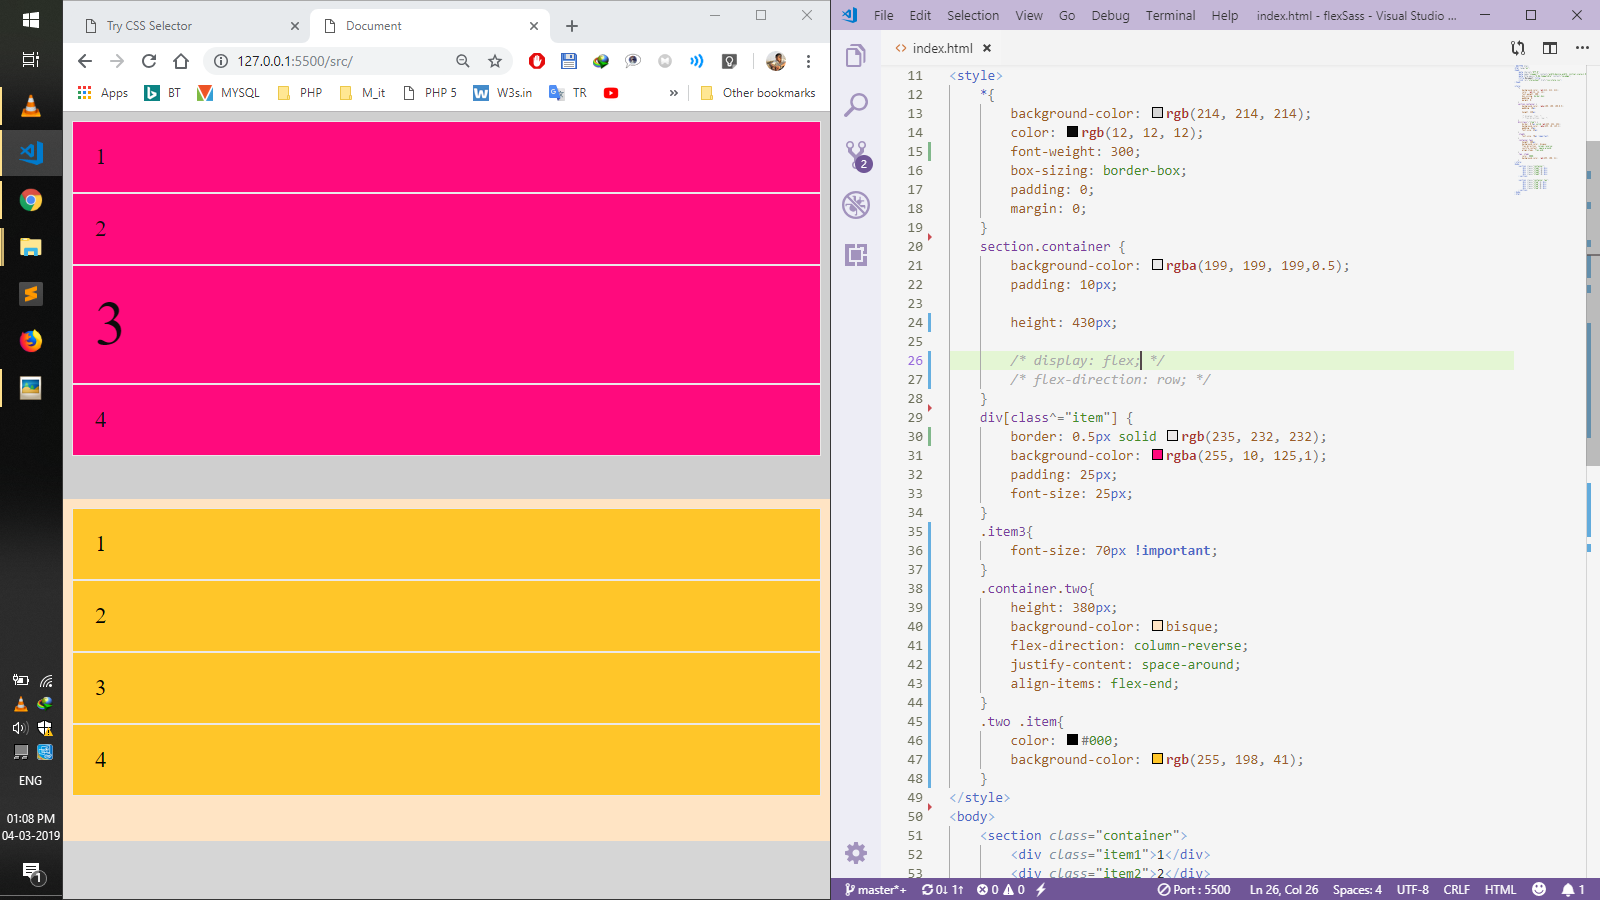 Try CSS Selector
Document
127.0.0.1:5500/src/
Apps
BT
MYSQL
PHP
M_it
PHP 5
W3s.in
TR
»
Other bookmarks
1
2
3
4
1
2
3
4
ENG
01:08 PM
04-03-2019
1
File Edit Selection View Go Debug Terminal Help
index.html - flexSass - Visual Studio ...
index.html
2
11 <style>
12 *{
13 background-color: rgb(214, 214, 214);
14 color: rgb(12, 12, 12);
15 font-weight: 300;
16 box-sizing: border-box;
17 padding: 0;
18 margin: 0;
19 }
20 section.container {
21 background-color: rgba(199, 199, 199,0.5);
22 padding: 10px;
23
24 height: 430px;
25
26 /* display: flex; */
27 /* flex-direction: row; */
28 }
29 div[class^="item"] {
30 border: 0.5px solid rgb(235, 232, 232);
31 background-color: rgba(255, 10, 125,1);
32 padding: 25px;
33 font-size: 25px;
34 }
35 .item3{
36 font-size: 70px !important;
37 }
38 .container.two{
39 height: 380px;
40 background-color: bisque;
41 flex-direction: column-reverse;
42 justify-content: space-around;
43 align-items: flex-end;
44 }
45 .two .item{
46 color: #000;
47 background-color: rgb(255, 198, 41);
48 }
49 </style>
50 <body>
51 <section class="container">
52 <div class="item1">1</div>
53 <div class="item2">2</div>
master*+ 0↓ 1↑ 0 0 Port : 5500 Ln 26, Col 26 Spaces: 4 UTF-8 CRLF HTML 1